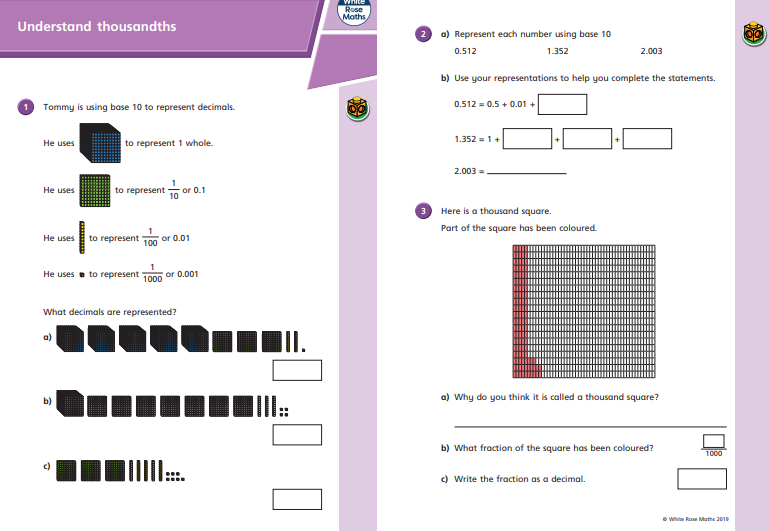 Understand thousandths
White
Rose
Maths
1 Tommy is using base 10 to represent decimals.
He uses to represent 1 whole.
He uses to represent 1/10 or 0.1
He uses to represent 1/100 or 0.01
He uses to represent 1/1000 or 0.001
What decimals are represented?
a)
b)
c)
2 a) Represent each number using base 10
0.512 1.352 2.003
b) Use your representations to help you complete the statements.
0.512 = 0.5 + 0.01 +
1.352 = 1 + + +
2.003 =
3 Here is a thousand square.
Part of the square has been coloured.
a) Why do you think it is called a thousand square?
b) What fraction of the square has been coloured?
1000
c) Write the fraction as a decimal.
© White Rose Maths 2019